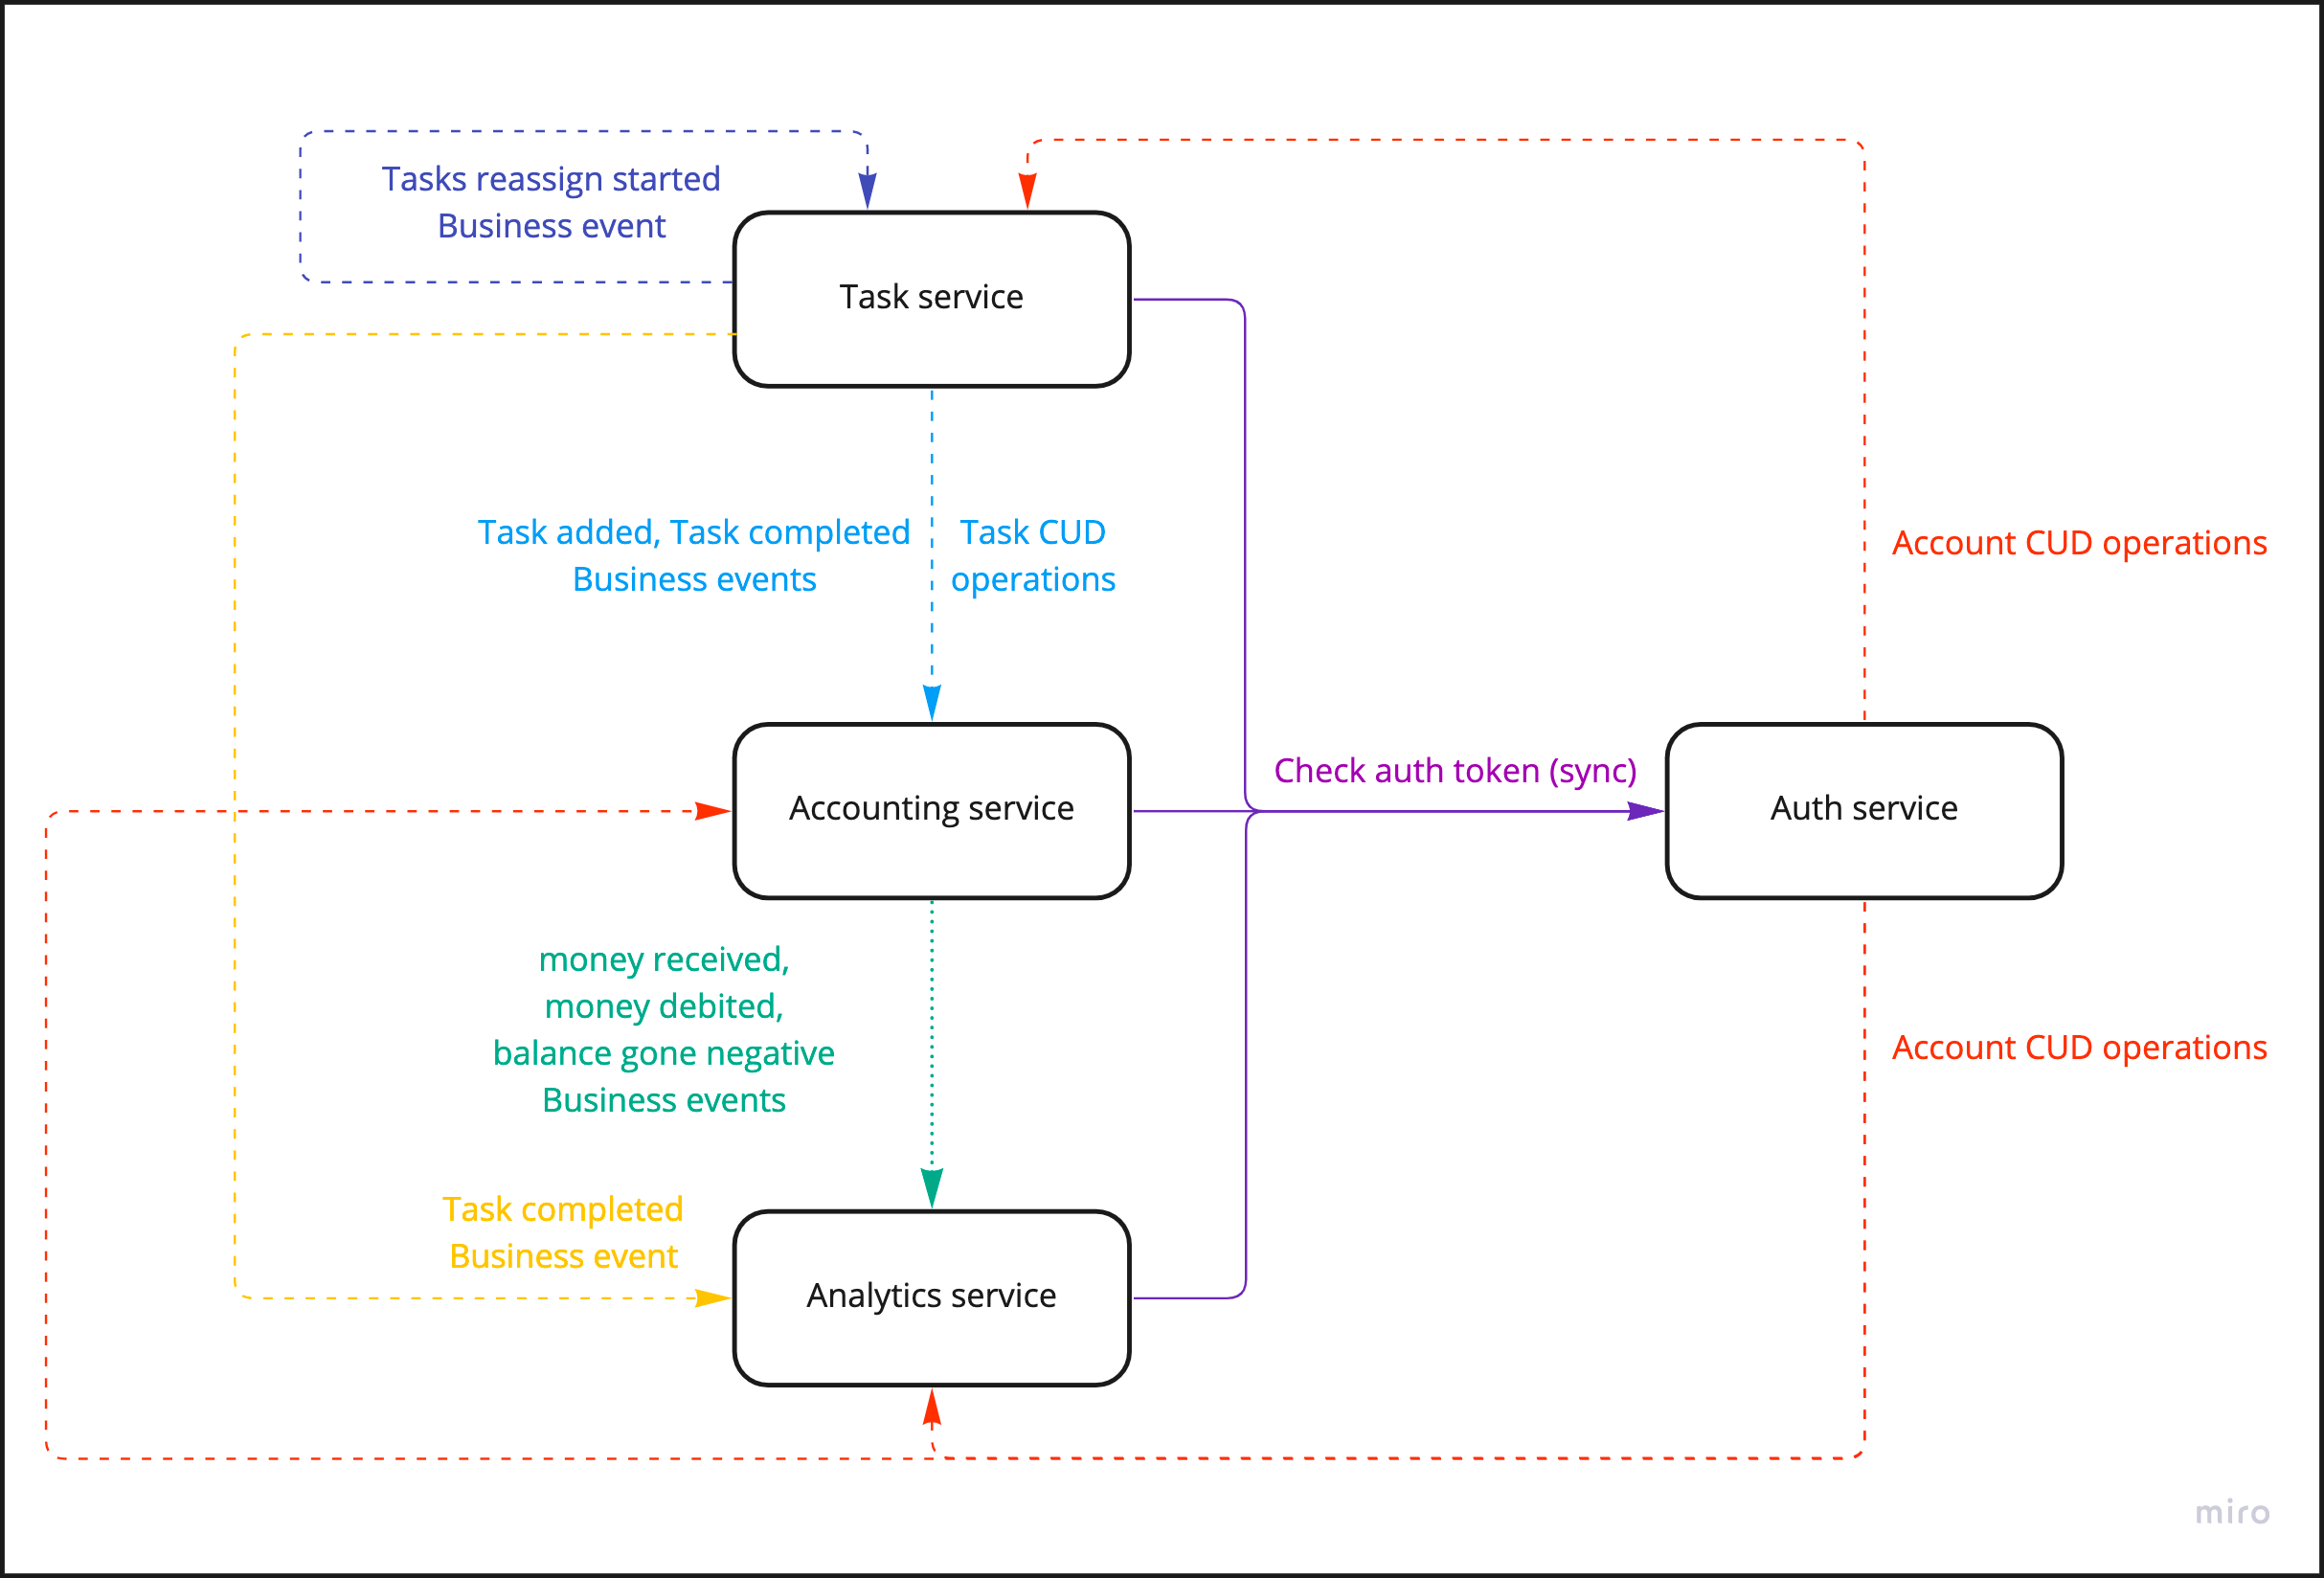 Tasks reassign started
Business event
Task service
Task added, Task completed
Business events
Task CUD
operations
Account CUD operations
Check auth token (sync)
Accounting service
Auth service
money received,
money debited,
balance gone negative
Business events
Account CUD operations
Task completed
Business event
Analytics service
miro